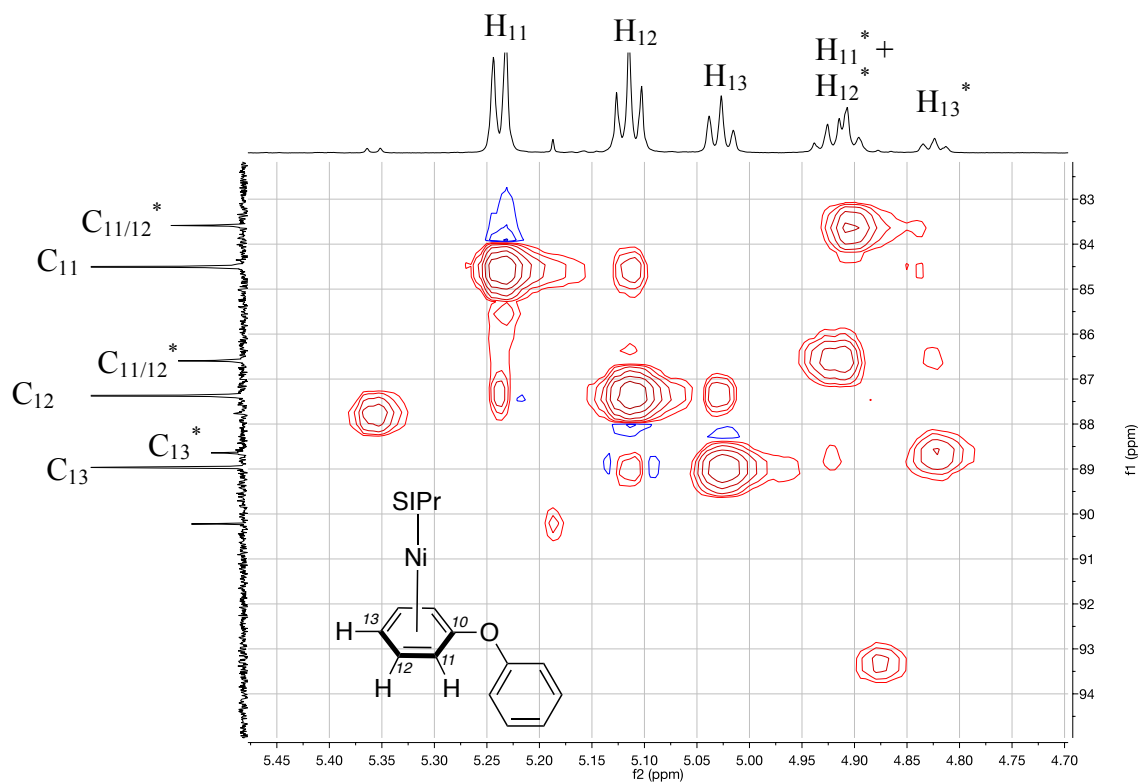 H₁₁
H₁₂
H₁₃
H₁₁* +
H₁₂*
H₁₃*
C₁₁/₁₂*
C₁₁
C₁₁/₁₂*
C₁₂
C₁₃*
C₁₃
SIPr
Ni
13
10
O
H
12
11
H
H
83
84
85
86
87
88
89
90
91
92
93
94
f1 (ppm)
5.45 5.40 5.35 5.30 5.25 5.20 5.15 5.10 5.05 5.00 4.95 4.90 4.85 4.80 4.75 4.70
f2 (ppm)